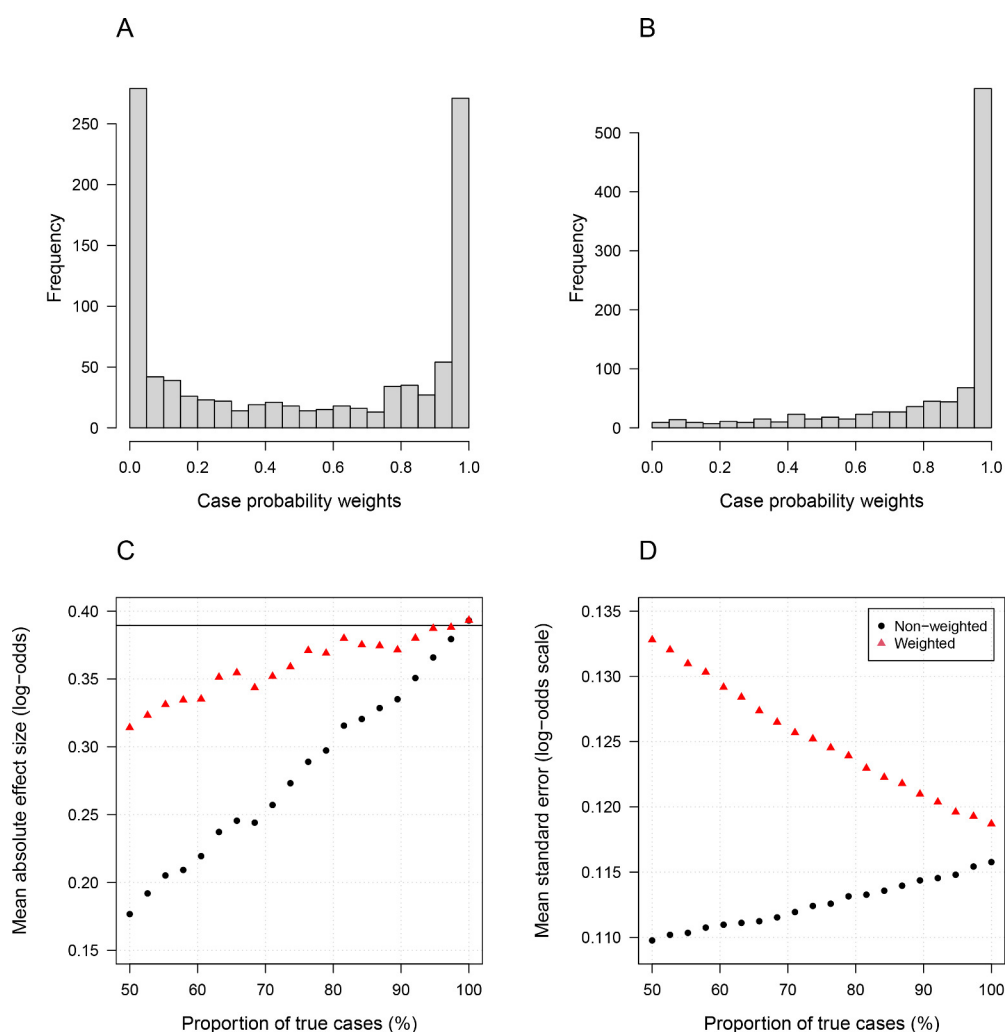 A
B
Frequency
250
200
150
100
50
0
0.0 0.2 0.4 0.6 0.8 1.0
Case probability weights
Frequency
500
400
300
200
100
0
0.0 0.2 0.4 0.6 0.8 1.0
Case probability weights
C
D
Mean absolute effect size (log−odds)
0.40
0.35
0.30
0.25
0.20
0.15
50 60 70 80 90 100
Proportion of true cases (%)
Mean standard error (log−odds scale)
0.135
0.130
0.125
0.120
0.115
0.110
Non−weighted
Weighted
50 60 70 80 90 100
Proportion of true cases (%)